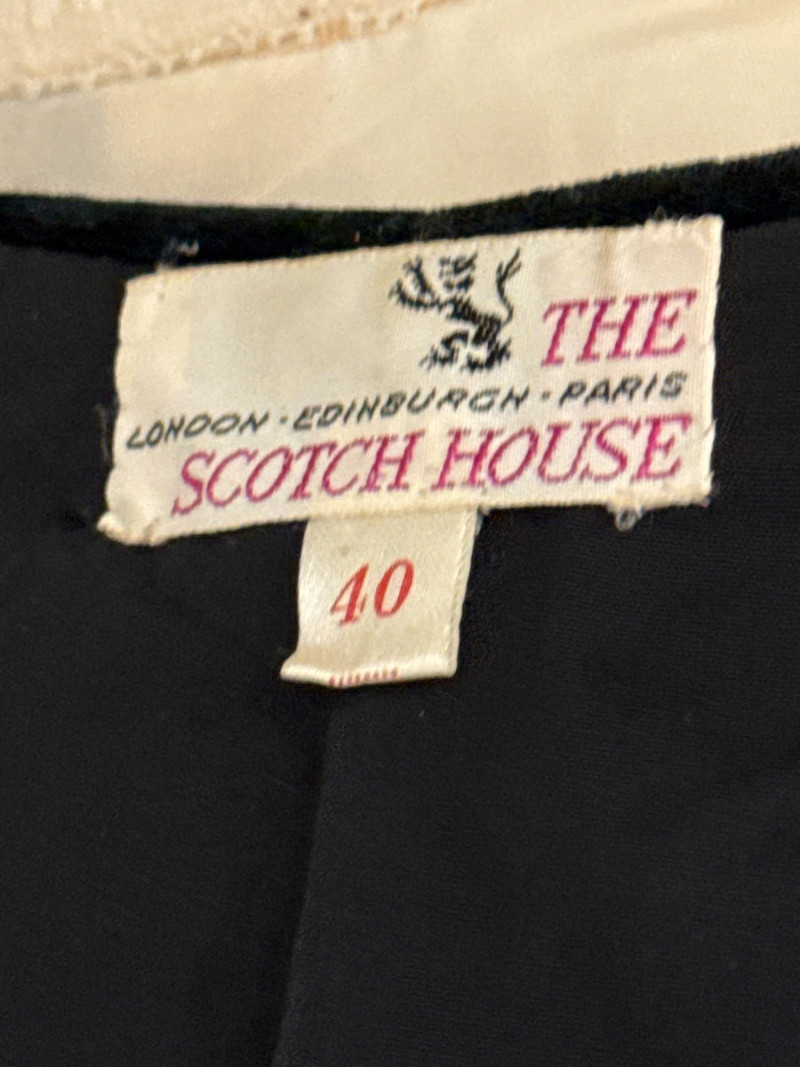 THE
LONDON - EDINBURGH - PARIS
SCOTCH HOUSE
40